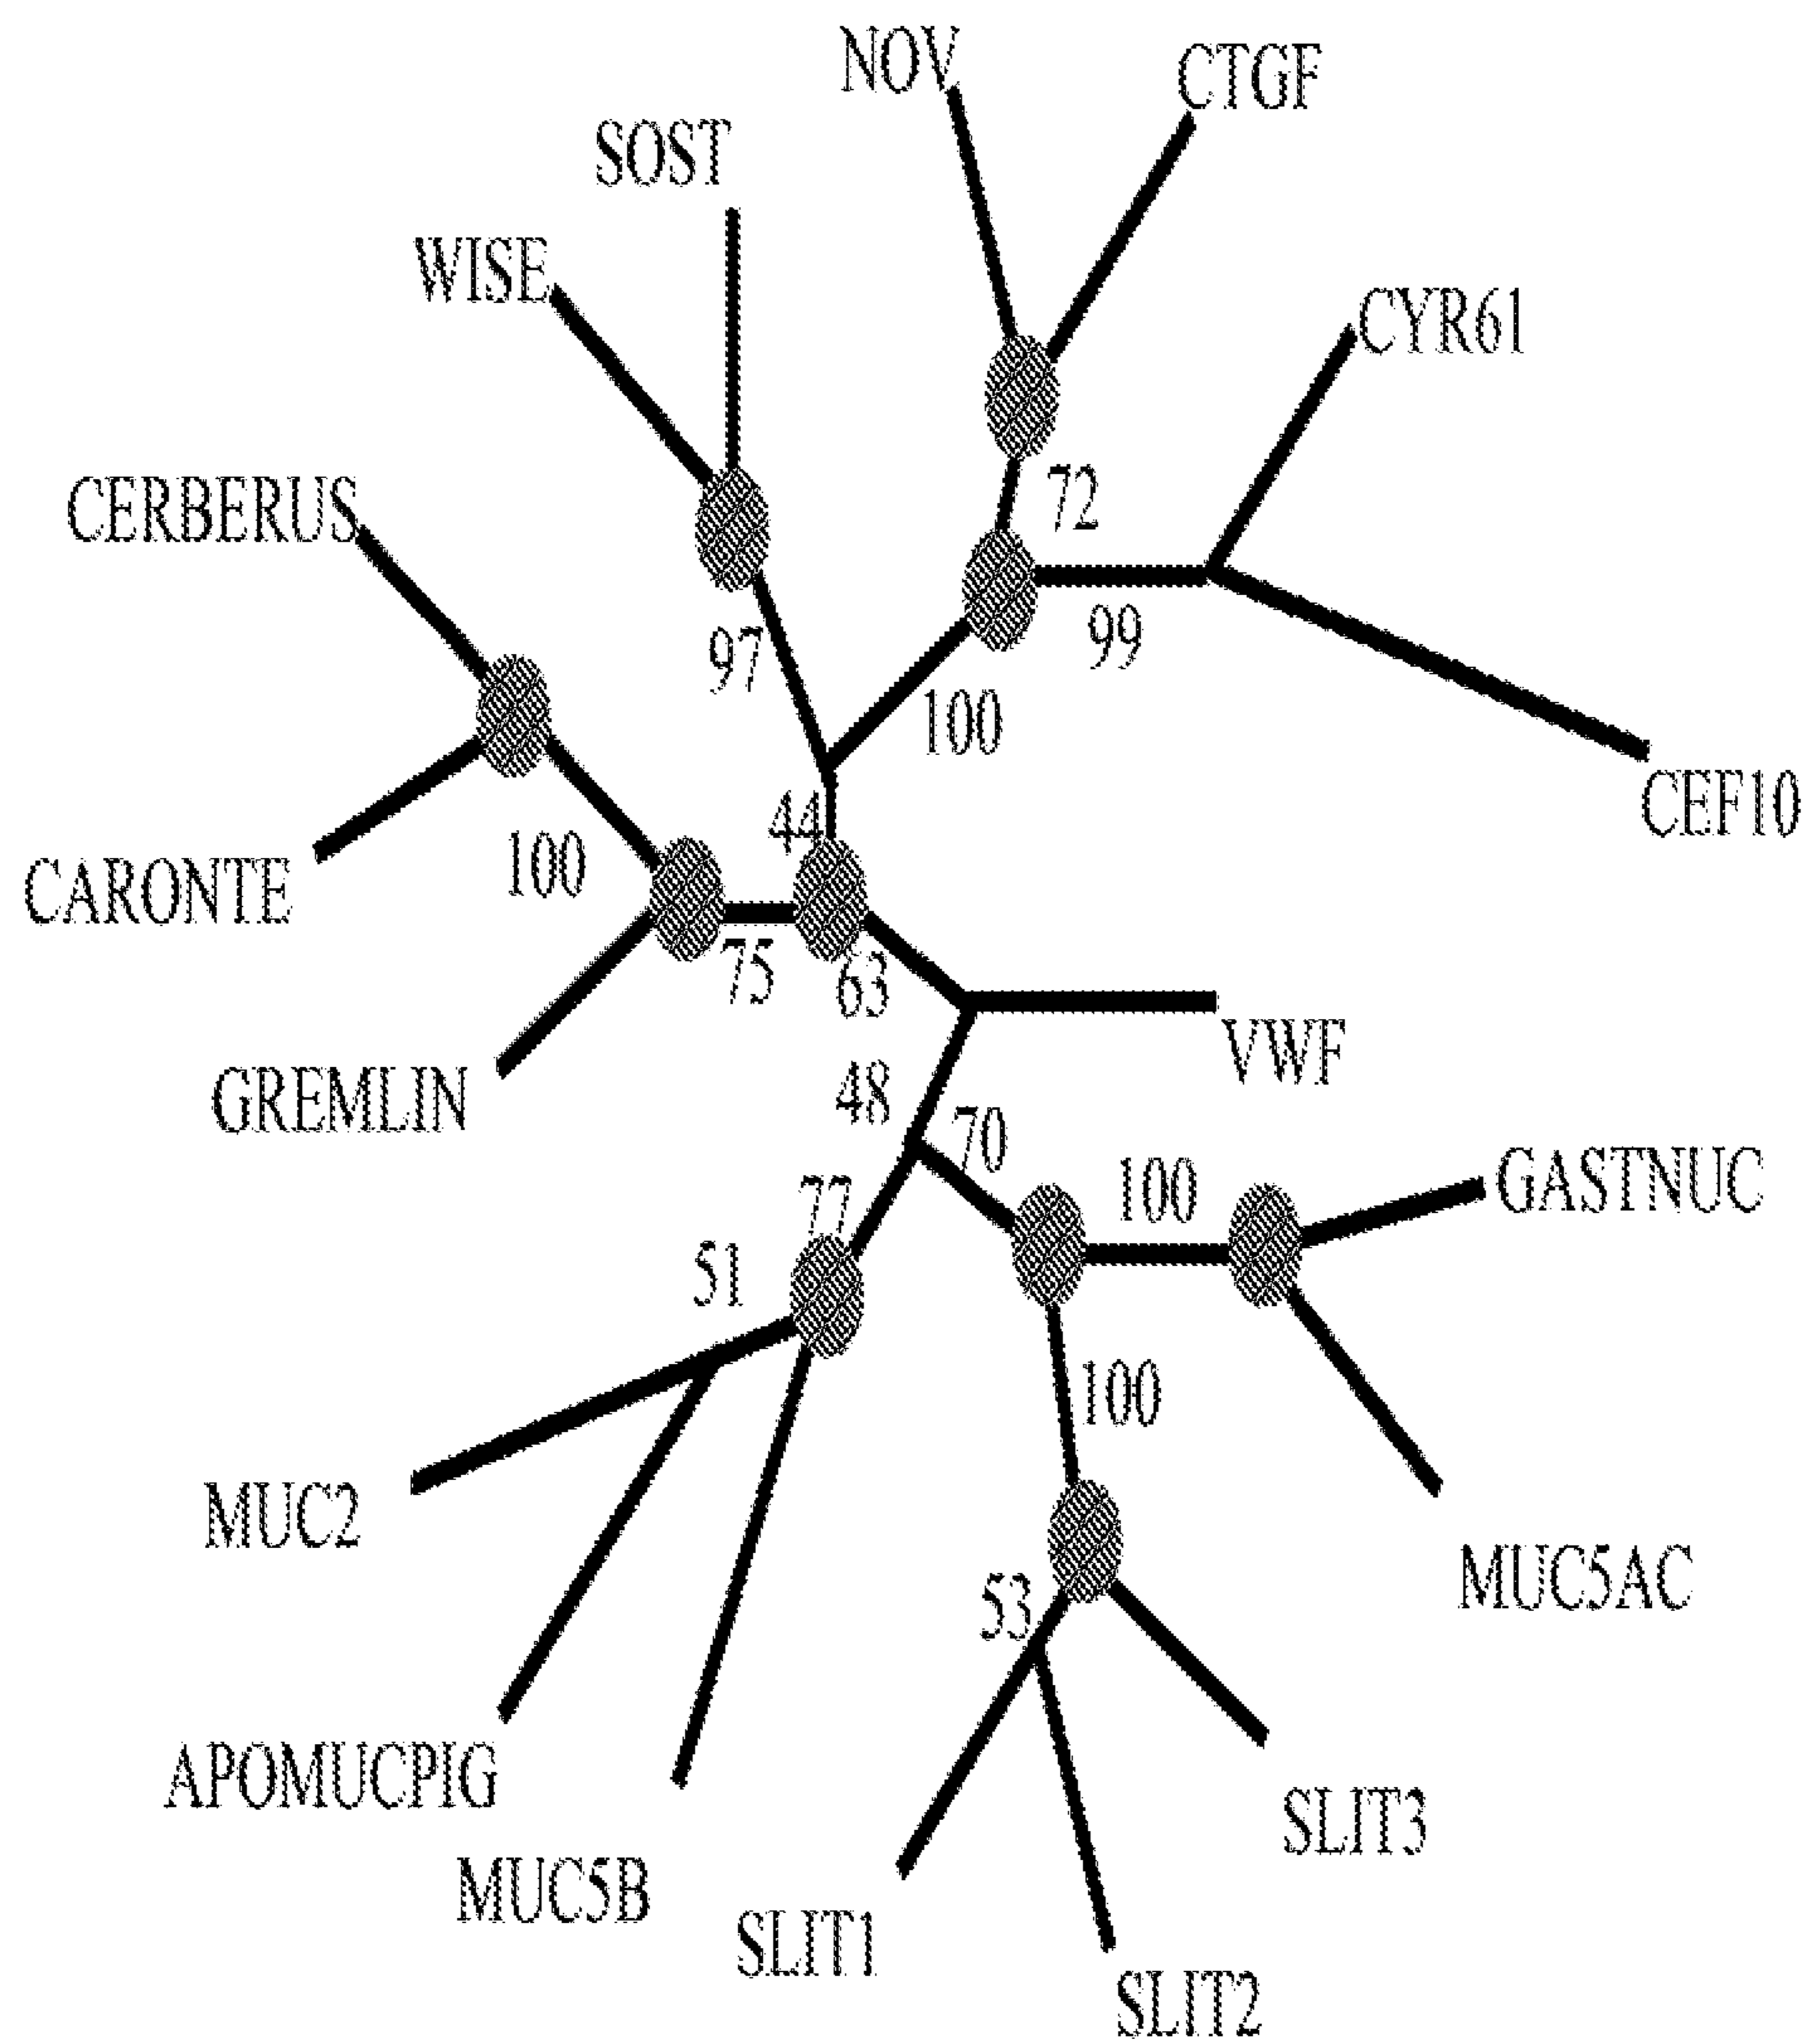 NOV
CTGF
SOST
WISE
CYR61
CERBERUS
72
97
99
100
CEF10
44
CARONTE
100
75
63
VWF
GREMLIN
48
70
100
GASTNUC
77
51
100
MUC2
MUC5AC
53
APOMUCPIG
SLIT3
MUC5B
SLIT1
SLIT2